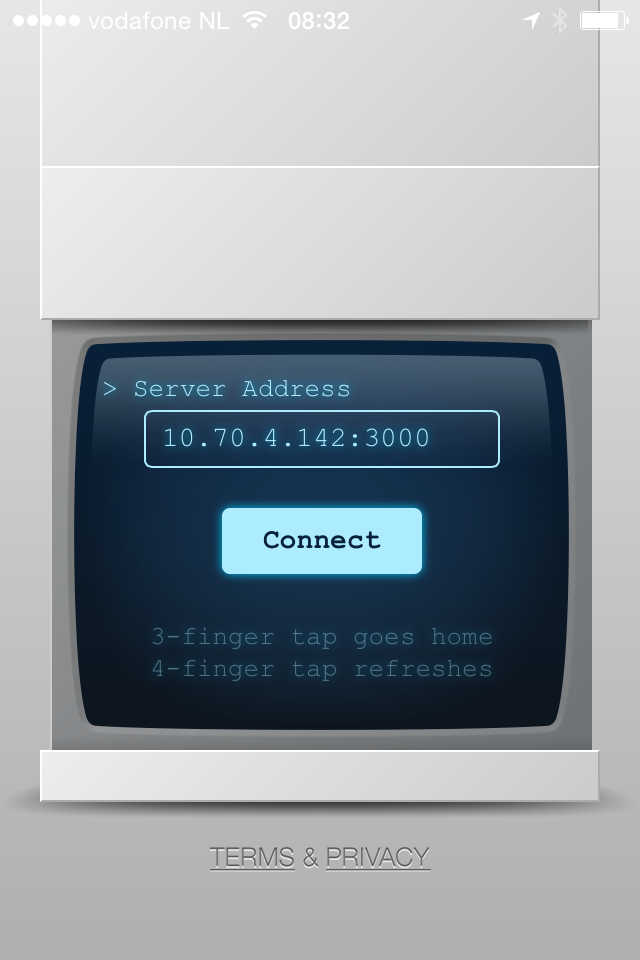 vodafone NL 08:32
> Server Address
10.70.4.142:3000
Connect
3-finger tap goes home
4-finger tap refreshes
TERMS & PRIVACY